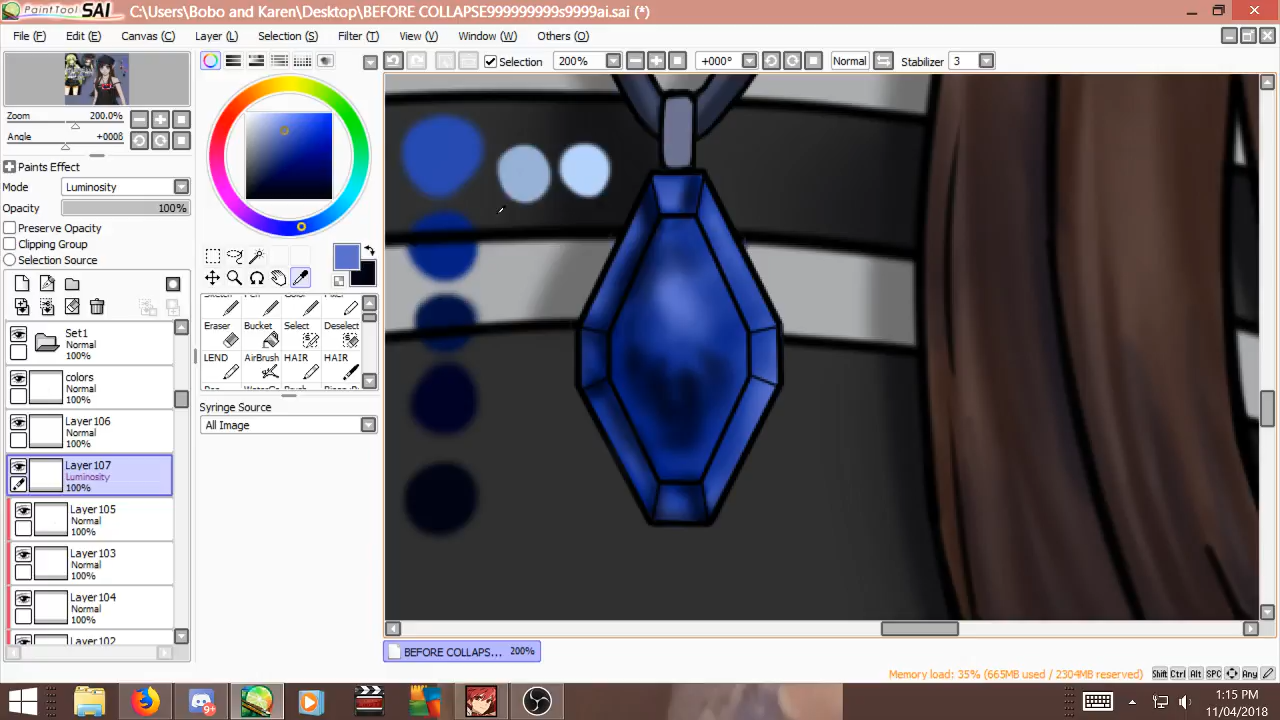 PaintTool SAI C:\Users\Bobo and Karen\Desktop\BEFORE COLLAPSE999999999s9999ai.sai (*)
File (F) Edit (E) Canvas (C) Layer (L) Selection (S) Filter (T) View (V) Window (W) Others (O)
Selection 200% +000° Normal Stabilizer 3
Zoom 200.0%
Angle +000ß
Paints Effect
Mode Luminosity
Opacity 100%
Preserve Opacity
Clipping Group
Selection Source
Eraser Bucket Select Deselect
LEND AirBrush HAIR HAIR
Syringe Source
All Image
Set1
Normal
100%
colors
Normal
100%
Layer106
Normal
100%
Layer107
Luminosity
100%
Layer105
Normal
100%
Layer103
Normal
100%
Layer104
Normal
100%
Layer102
BEFORE COLLAPS... 200%
Memory load: 35% (665MB used / 2304MB reserved) Shift Ctrl Alt SPC Any
9+
1:15 PM
11/04/2018